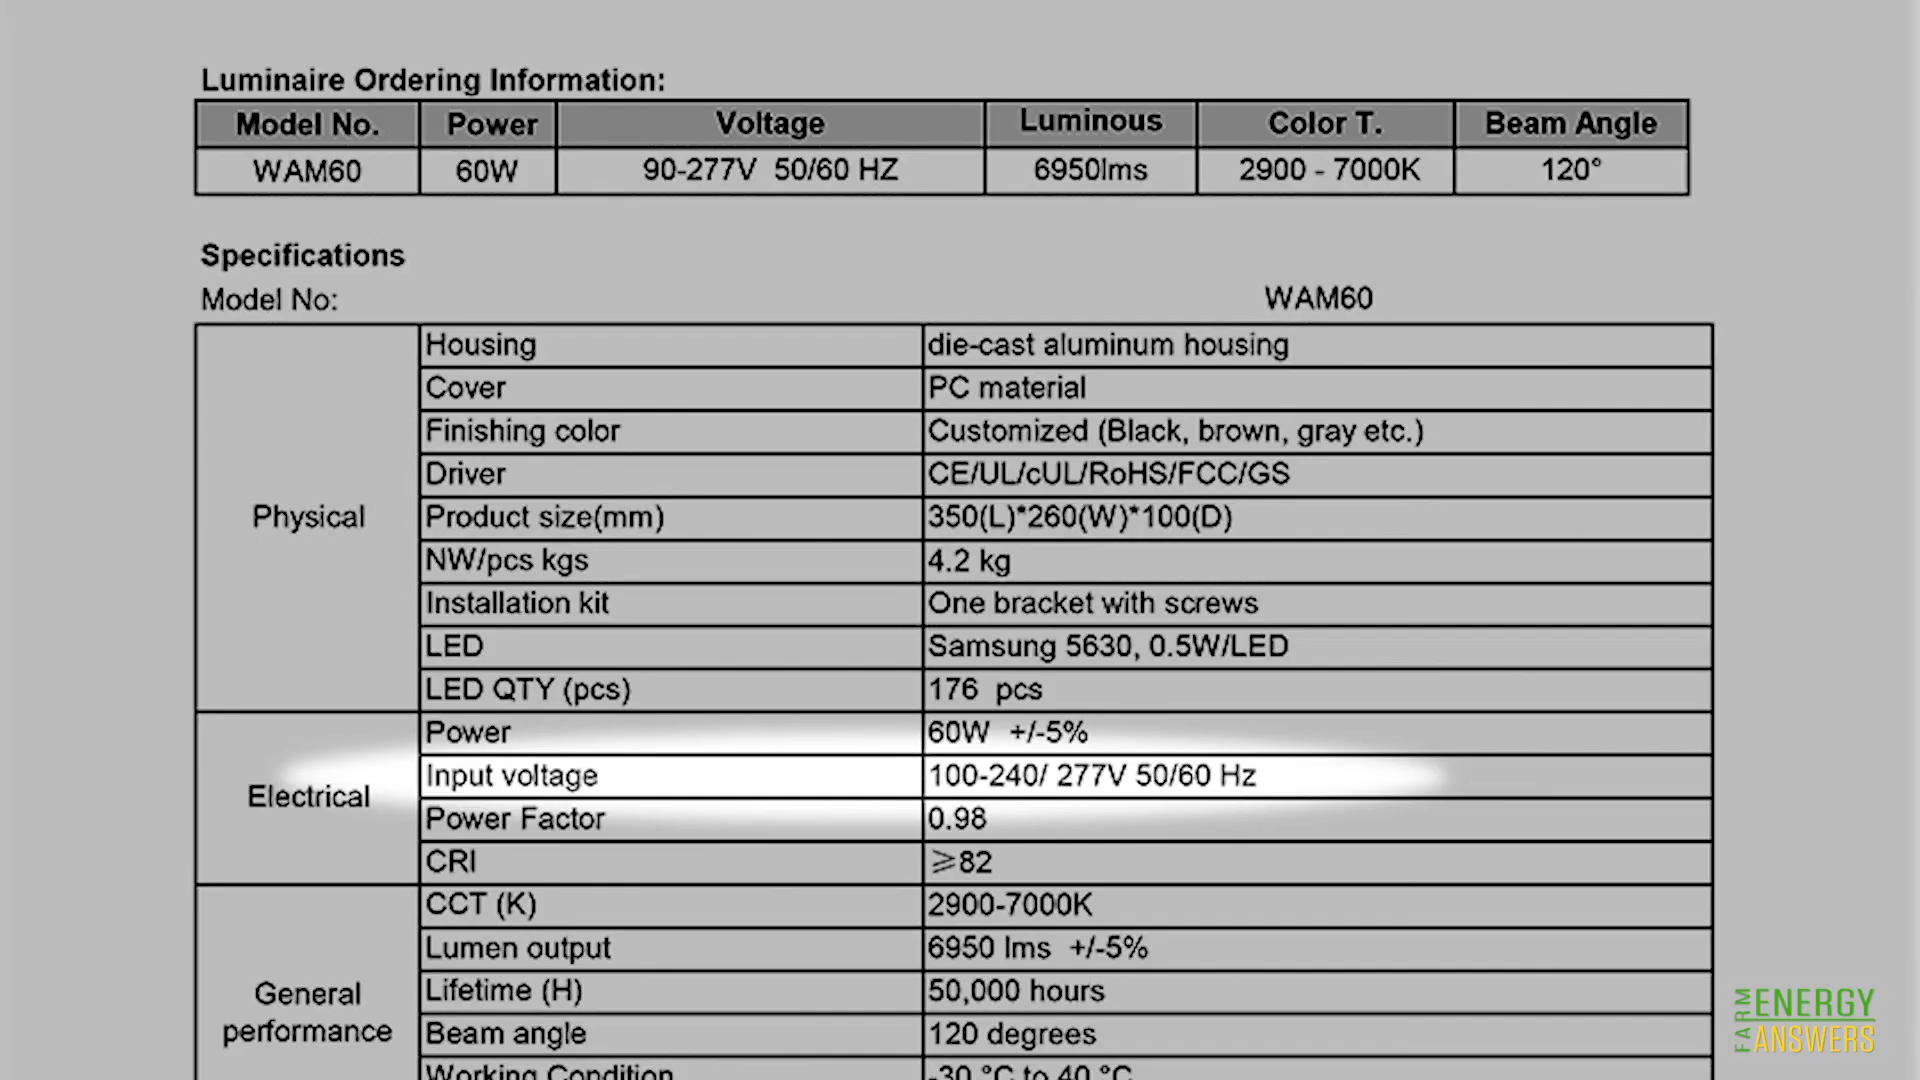 Luminaire Ordering Information:
Model No. Power Voltage Luminous Color T. Beam Angle
WAM60 60W 90-277V 50/60 HZ 6950lms 2900 - 7000K 120°
Specifications
Model No: WAM60
Physical
Housing die-cast aluminum housing
Cover PC material
Finishing color Customized (Black, brown, gray etc.)
Driver CE/UL/cUL/RoHS/FCC/GS
Product size(mm) 350(L)*260(W)*100(D)
NW/pcs kgs 4.2 kg
Installation kit One bracket with screws
LED Samsung 5630, 0.5W/LED
LED QTY (pcs) 176 pcs
Electrical
Power 60W +/-5%
Input voltage 100-240/ 277V 50/60 Hz
Power Factor 0.98
CRI ⩾82
General
performance
CCT (K) 2900-7000K
Lumen output 6950 lms +/-5%
Lifetime (H) 50,000 hours
Beam angle 120 degrees
Working Condition -30 °C to 40 °C
FARM ENERGY
ANSWERS